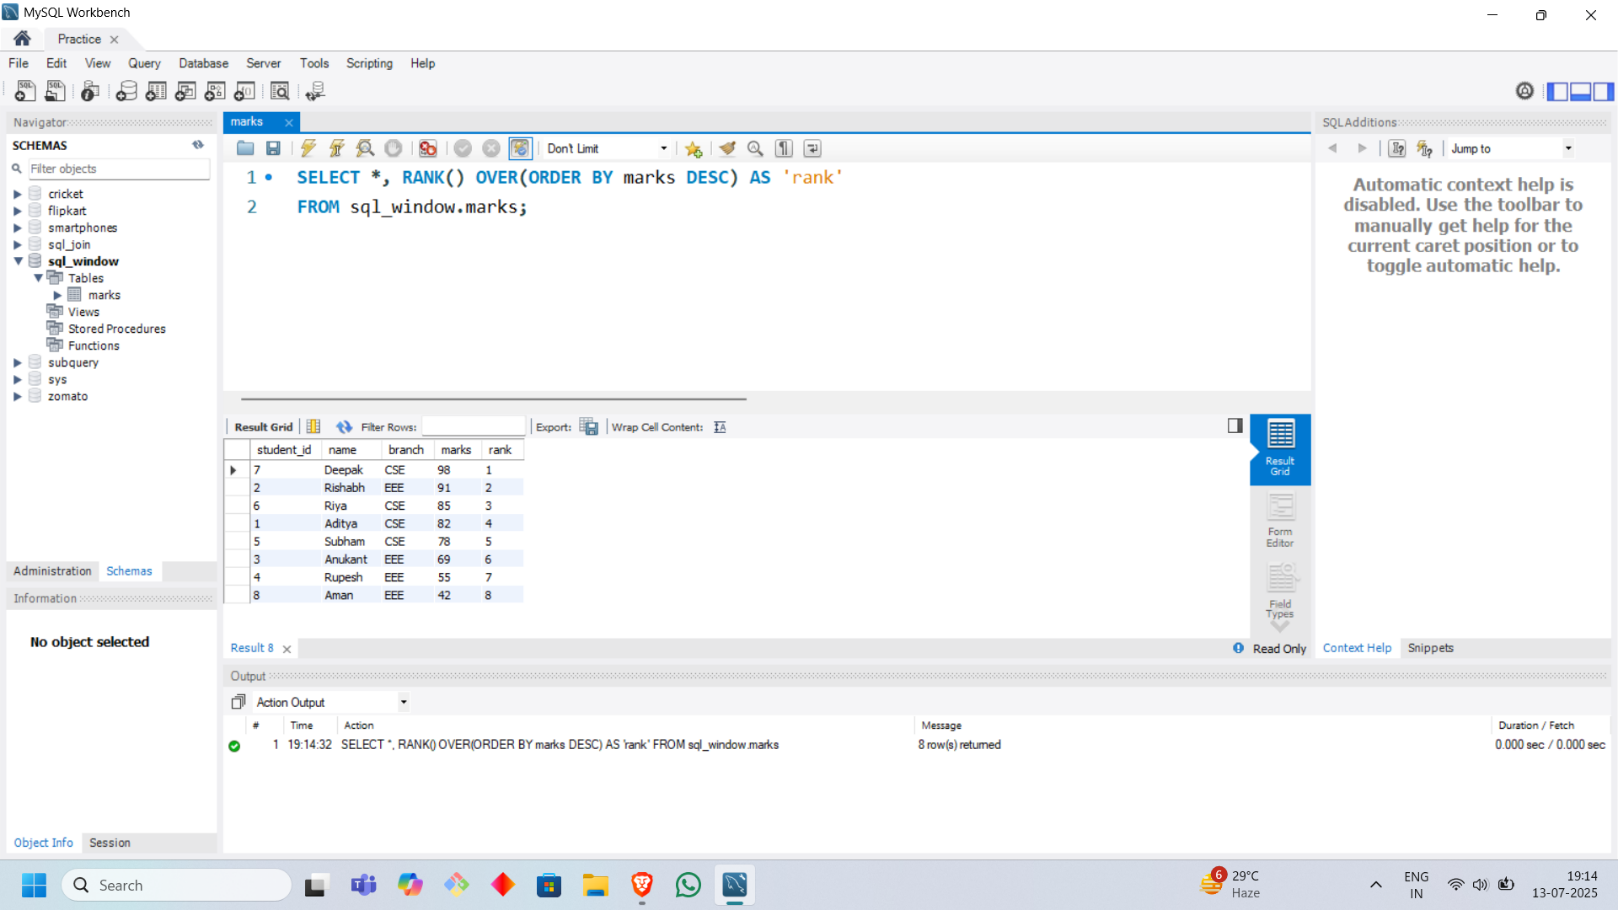 MySQL Workbench
Practice
File Edit View Query Database Server Tools Scripting Help
Navigator
SCHEMAS
Filter objects
cricket
flipkart
smartphones
sql_join
sql_window
Tables
marks
Views
Stored Procedures
Functions
subquery
sys
zomato
Administration Schemas
Information
No object selected
Object Info Session
marks
Don't Limit
1 SELECT *, RANK() OVER(ORDER BY marks DESC) AS 'rank'
2 FROM sql_window.marks;
Result Grid Filter Rows: Export: Wrap Cell Content:
student_id name branch marks rank
7 Deepak CSE 98 1
2 Rishabh EEE 91 2
6 Riya CSE 85 3
1 Aditya CSE 82 4
5 Subham CSE 78 5
3 Anukant EEE 69 6
4 Rupesh EEE 55 7
8 Aman EEE 42 8
Result Grid
Form Editor
Field Types
Result 8
Read Only
SQLAdditions
Jump to
Automatic context help is
disabled. Use the toolbar to
manually get help for the
current caret position or to
toggle automatic help.
Context Help Snippets
Output
Action Output
# Time Action Message Duration / Fetch
1 19:14:32 SELECT *, RANK() OVER(ORDER BY marks DESC) AS 'rank' FROM sql_window.marks 8 row(s) returned 0.000 sec / 0.000 sec
Search
6
29°C
Haze
ENG
IN
19:14
13-07-2025